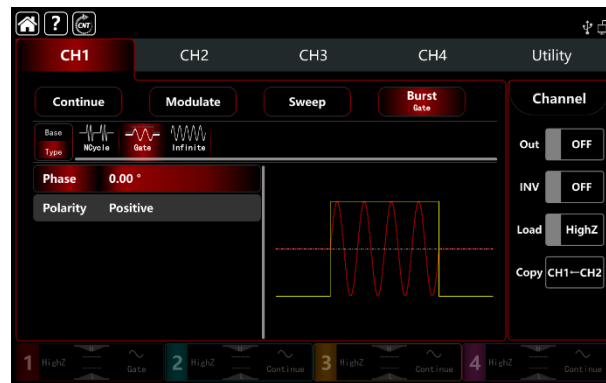 ? CNT
CH1 CH2 CH3 CH4 Utility
Continue Modulate Sweep Burst Channel
Gate
Base
Type
NCycle Gate Infinite
Out OFF
Phase 0.00 °
INV OFF
Polarity Positive
Load HighZ
Copy CH1←CH2
1 HighZ Gate 2 HighZ Continue 3 HighZ Continue 4 HighZ Continue